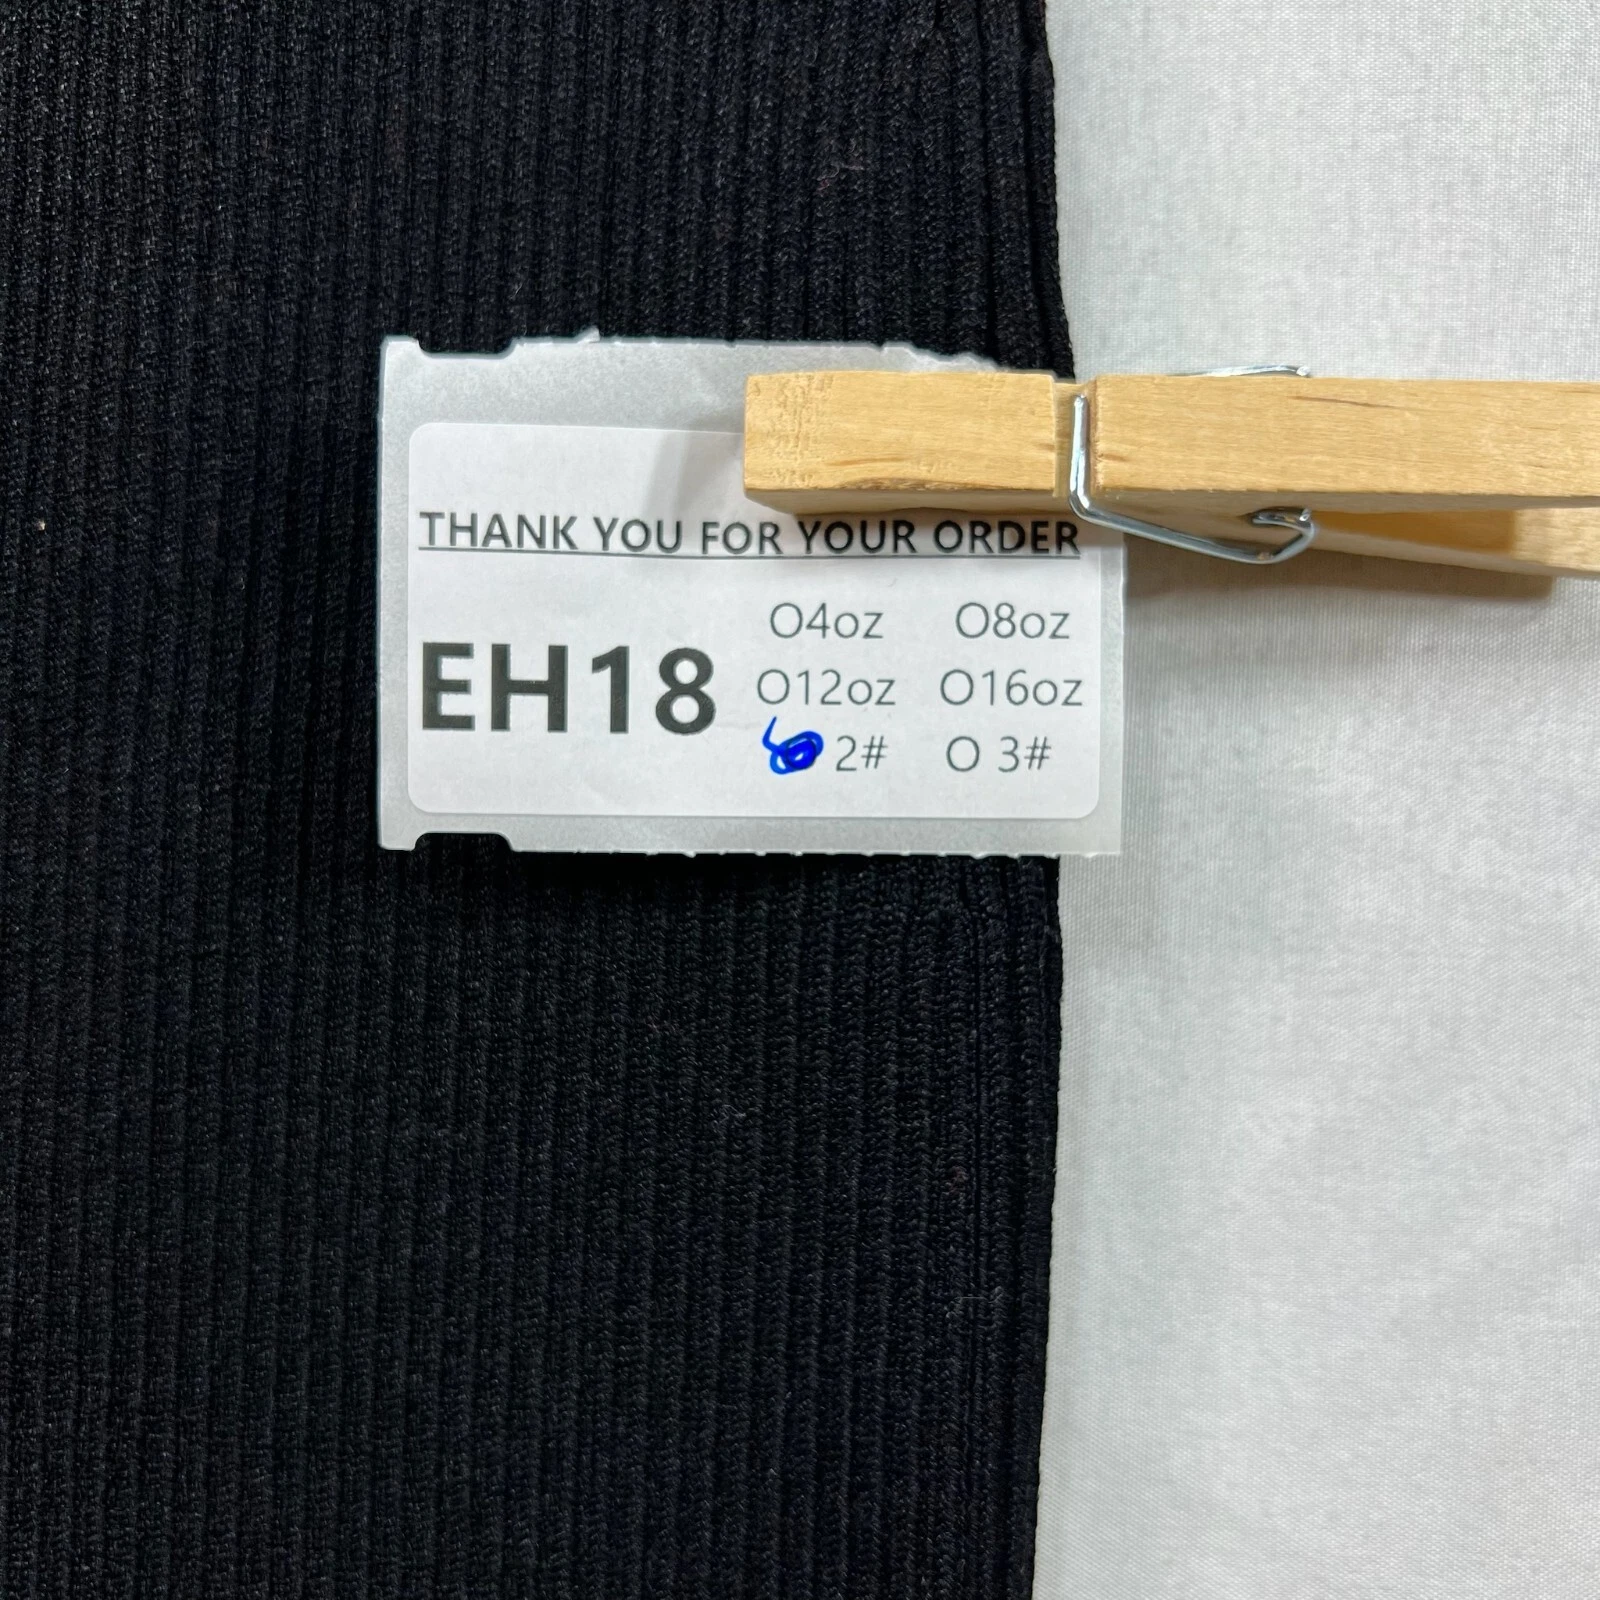 THANK YOU FOR YOUR ORDER
EH18
O4oz O8oz
O12oz O16oz
2# O 3#